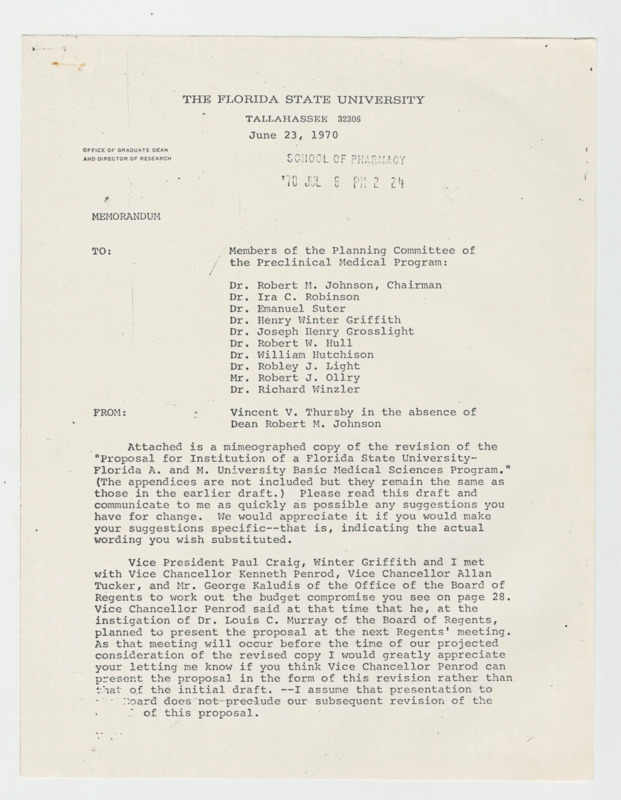 THE FLORIDA STATE UNIVERSITY
TALLAHASSEE 32306
June 23, 1970
OFFICE OF GRADUATE DEAN
AND DIRECTOR OF RESEARCH
SCHOOL OF PHARMACY
'70 JUL 6 PM 2 24
MEMORANDUM
TO: Members of the Planning Committee of
the Preclinical Medical Program:
Dr. Robert M. Johnson, Chairman
Dr. Ira C. Robinson
Dr. Emanuel Suter
Dr. Henry Winter Griffith
Dr. Joseph Henry Grosslight
Dr. Robert W. Hull
Dr. William Hutchison
Dr. Robley J. Light
Mr. Robert J. Ollry
Dr. Richard Winzler
FROM: Vincent V. Thursby in the absence of
Dean Robert M. Johnson
Attached is a mimeographed copy of the revision of the
"Proposal for Institution of a Florida State University-
Florida A. and M. University Basic Medical Sciences Program."
(The appendices are not included but they remain the same as
those in the earlier draft.) Please read this draft and
communicate to me as quickly as possible any suggestions you
have for change. We would appreciate it if you would make
your suggestions specific--that is, indicating the actual
wording you wish substituted.
Vice President Paul Craig, Winter Griffith and I met
with Vice Chancellor Kenneth Penrod, Vice Chancellor Allan
Tucker, and Mr. George Kaludis of the Office of the Board of
Regents to work out the budget compromise you see on page 28.
Vice Chancellor Penrod said at that time that he, at the
instigation of Dr. Louis C. Murray of the Board of Regents,
planned to present the proposal at the next Regents' meeting.
As that meeting will occur before the time of our projected
consideration of the revised copy I would greatly appreciate
your letting me know if you think Vice Chancellor Penrod can
present the proposal in the form of this revision rather than
that of the initial draft. --I assume that presentation to
Board does not preclude our subsequent revision of the
of this proposal.